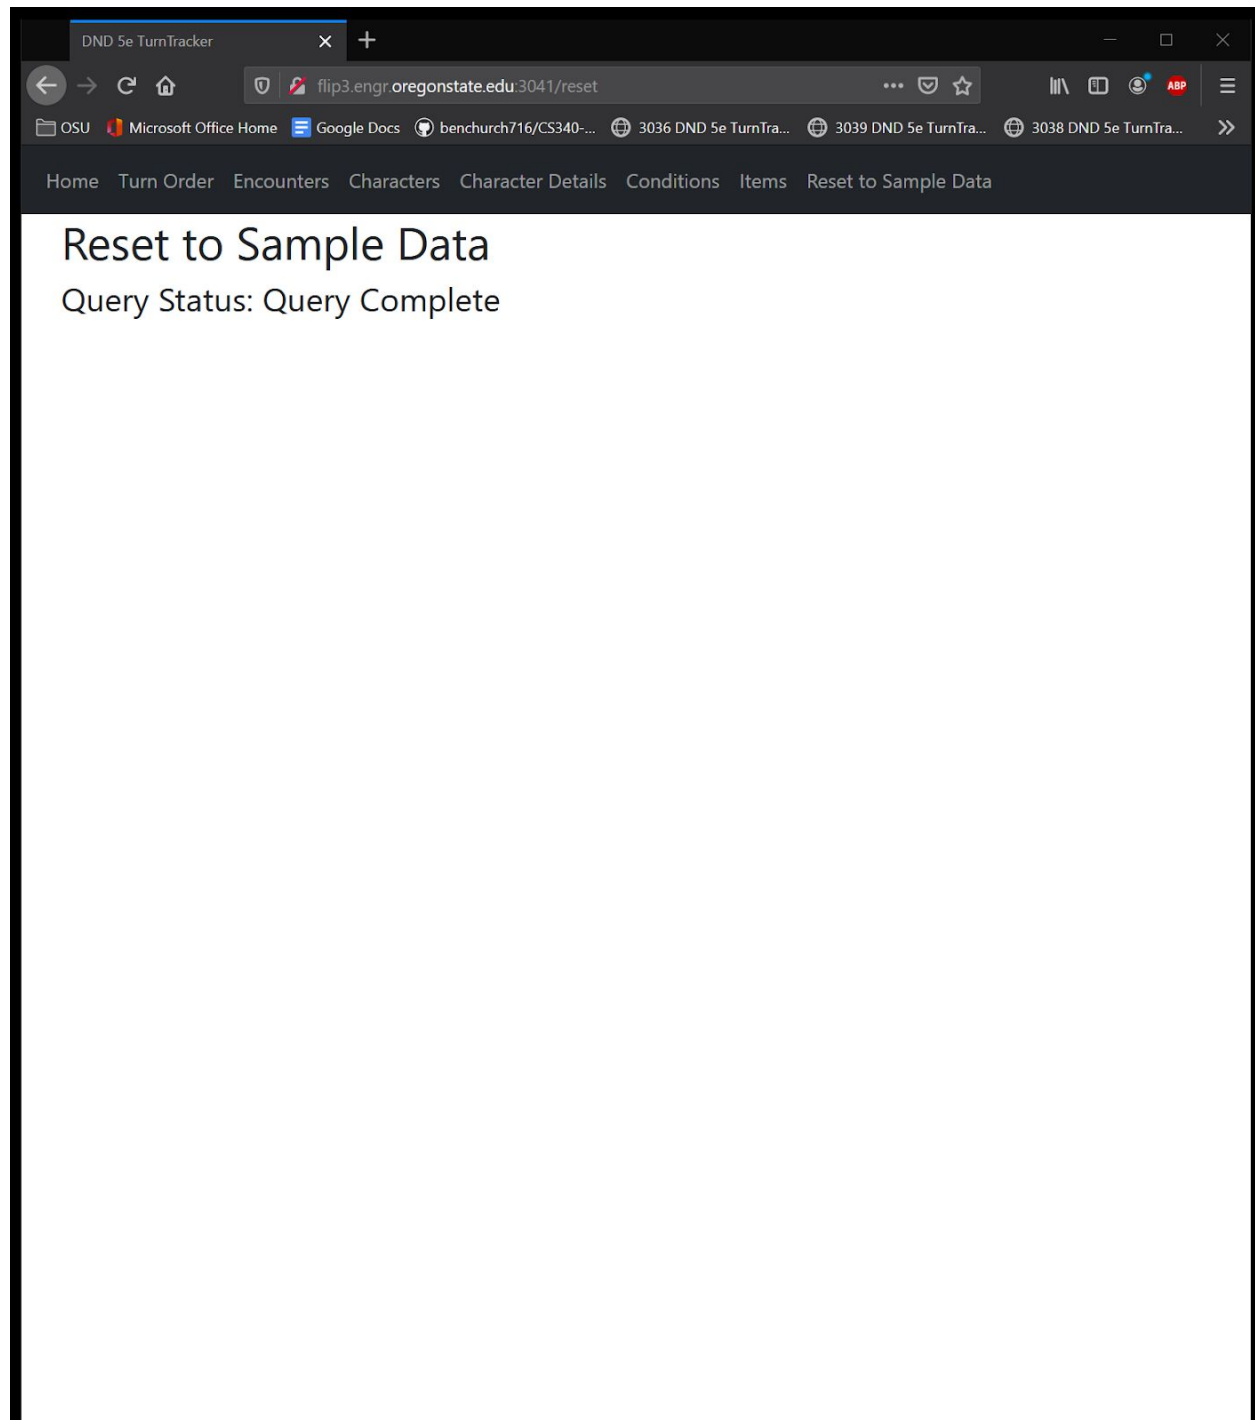 DND 5e TurnTracker
flip3.engr.oregonstate.edu:3041/reset
ABP
OSU Microsoft Office Home Google Docs benchurch716/CS340-... 3036 DND 5e TurnTra... 3039 DND 5e TurnTra... 3038 DND 5e TurnTra...
Home Turn Order Encounters Characters Character Details Conditions Items Reset to Sample Data
Reset to Sample Data
Query Status: Query Complete